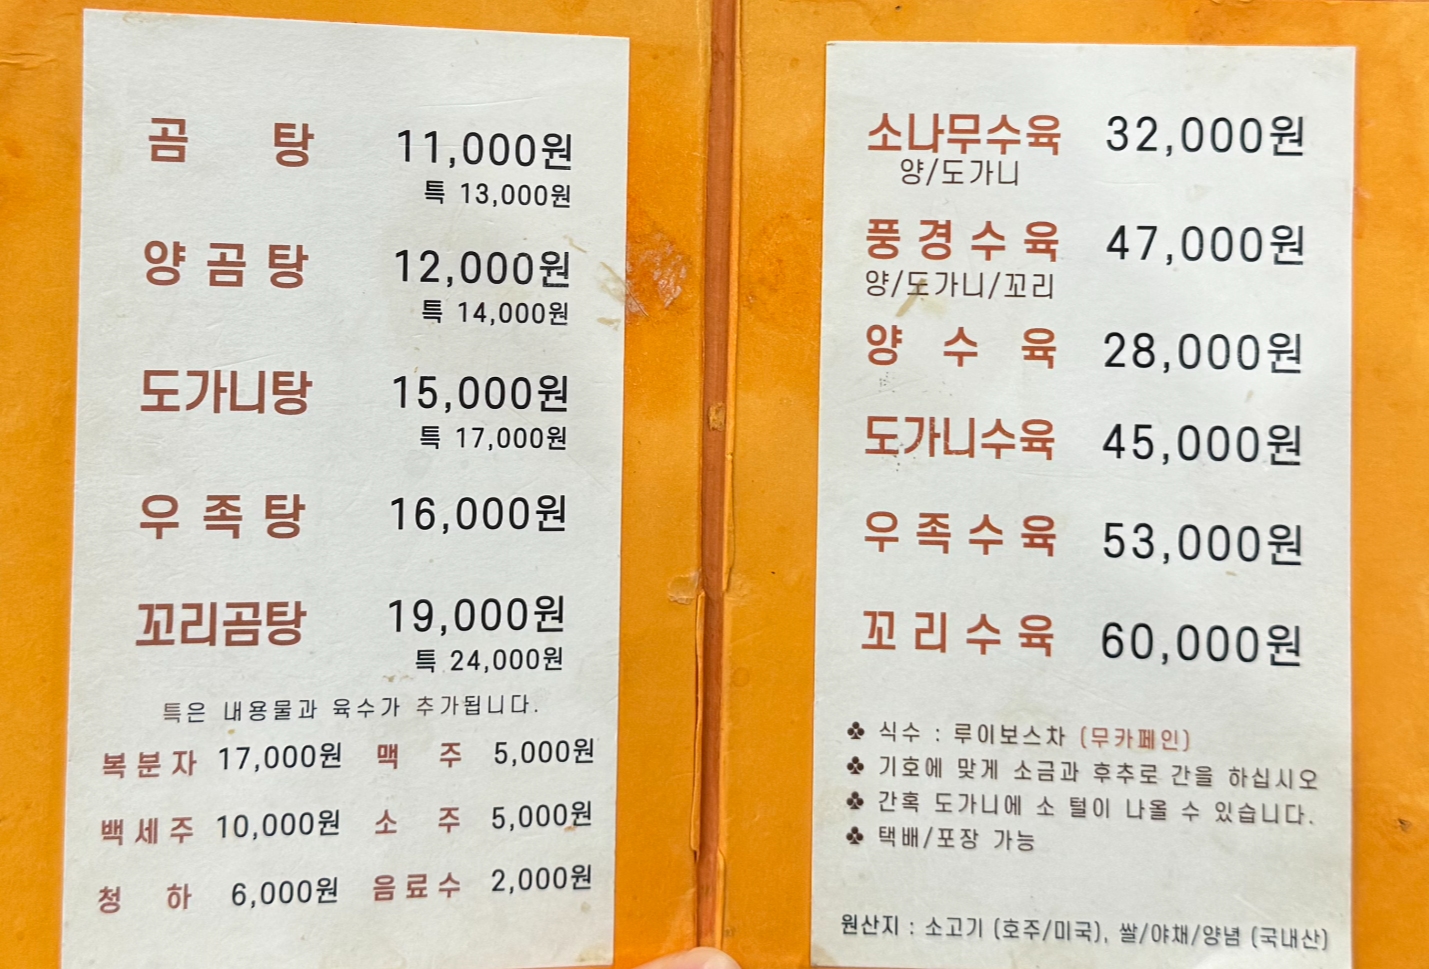 곰 탕 11,000원
특 13,000원
양곰탕 12,000원
특 14,000원
도가니탕 15,000원
특 17,000원
우족탕 16,000원
꼬리곰탕 19,000원
특 24,000원
특은 내용물과 육수가 추가됩니다.
복분자 17,000원 맥 주 5,000원
백세주 10,000원 소 주 5,000원
청 하 6,000원 음료수 2,000원
소나무수육 32,000원
양/도가니
풍경수육 47,000원
양/도가니/꼬리
양 수 육 28,000원
도가니수육 45,000원
우족수육 53,000원
꼬리수육 60,000원
♣ 식수 : 루이보스차 (무카페인)
♣ 기호에 맞게 소금과 후추로 간을 하십시오
♣ 간혹 도가니에 소 털이 나올 수 있습니다.
♣ 택배/포장 가능
원산지 : 소고기 (호주/미국), 쌀/야채/양념 (국내산)